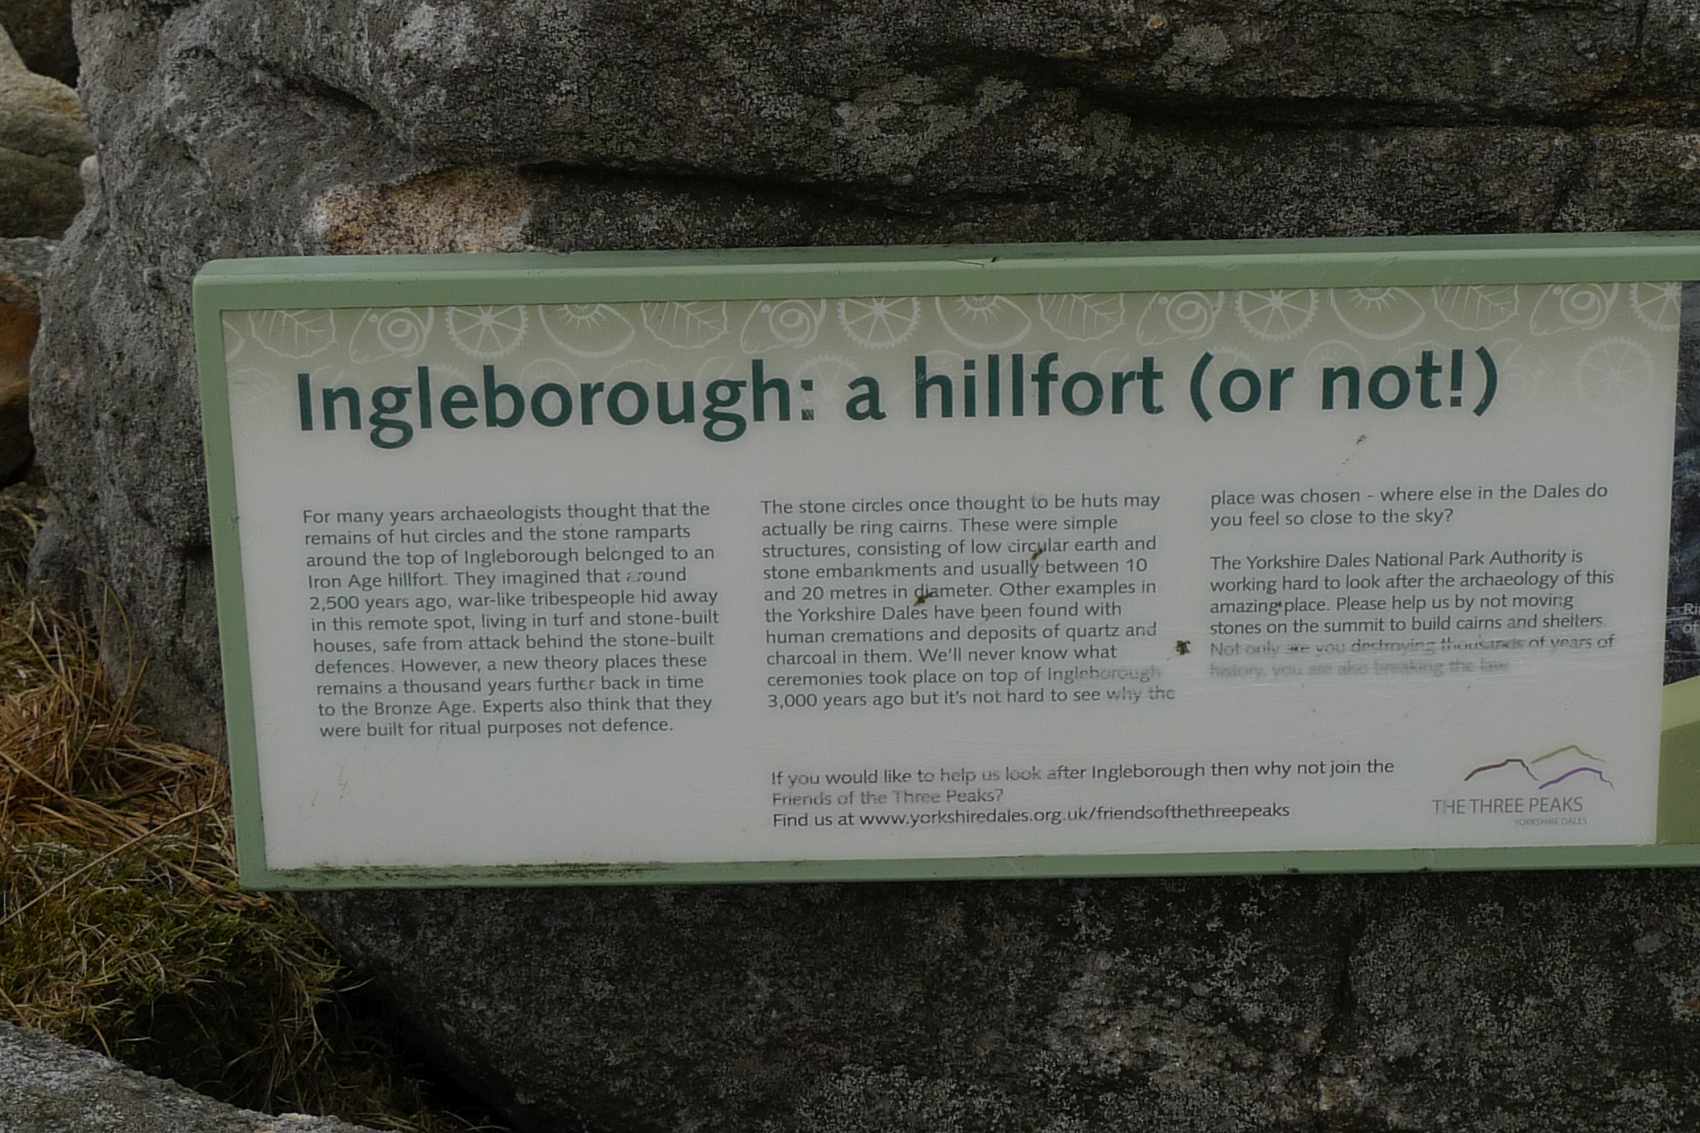 Ingleborough: a hillfort (or not!)
For many years archaeologists thought that the
remains of hut circles and the stone ramparts
around the top of Ingleborough belonged to an
Iron Age hillfort. They imagined that around
2,500 years ago, war-like tribespeople hid away
in this remote spot, living in turf and stone-built
houses, safe from attack behind the stone-built
defences. However, a new theory places these
remains a thousand years further back in time
to the Bronze Age. Experts also think that they
were built for ritual purposes not defence.
The stone circles once thought to be huts may
actually be ring cairns. These were simple
structures, consisting of low circular earth and
stone embankments and usually between 10
and 20 metres in diameter. Other examples in
the Yorkshire Dales have been found with
human cremations and deposits of quartz and
charcoal in them. We'll never know what
ceremonies took place on top of Ingleborough
3,000 years ago but it's not hard to see why the
place was chosen - where else in the Dales do
you feel so close to the sky?
The Yorkshire Dales National Park Authority is
working hard to look after the archaeology of this
amazing place. Please help us by not moving
stones on the summit to build cairns and shelters.
Not only are you destroying thousands of years of
history, you are also breaking the law
If you would like to help us look after Ingleborough then why not join the
Friends of the Three Peaks?
Find us at www.yorkshiredales.org.uk/friendsofthethreepeaks
THE THREE PEAKS
YORKSHIRE DALES